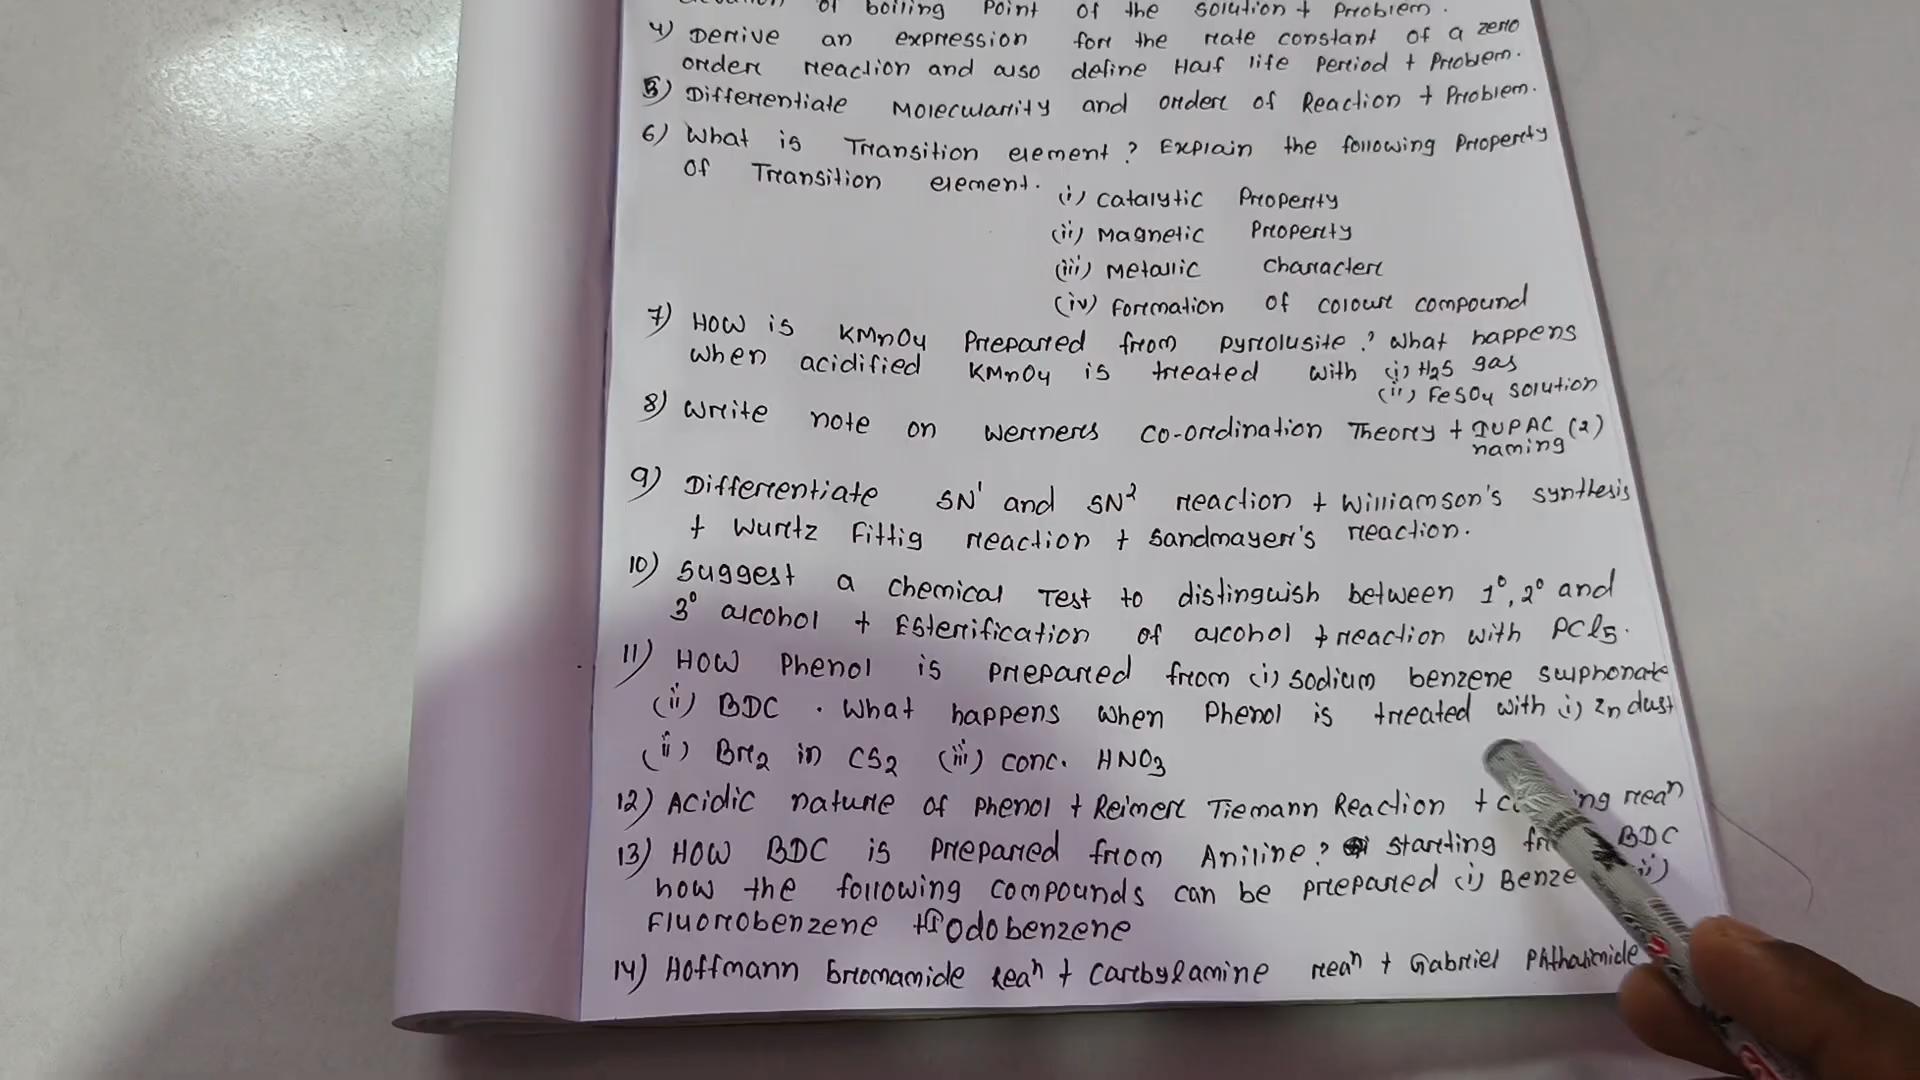 of boiling Point of the solution + Problem.
4) Derive an expression for the rate constant of a zero
order reaction and also define Half life Period + Problem.
5) Differentiate Molecularity and order of Reaction + Problem.
6) What is Transition element? Explain the following Property
of Transition element.
(i) Catalytic Property
(ii) Magnetic Property
(iii) Metallic Character
(iv) Formation of colour compound
7) How is KMnO4 Prepared from pyrolusite? What happens
when acidified KMnO4 is treated with (i) H2S gas
(ii) FeSO4 solution
8) Write note on Werners Co-ordination Theory + IUPAC (2)
naming
9) Differentiate SN1 and SN2 reaction + Williamson's synthesis
+ Wurtz Fittig reaction + Sandmayer's reaction.
10) Suggest a chemical Test to distinguish between 1°, 2° and
3° alcohol + Esterification of alcohol + reaction with PCl5.
11) How Phenol is prepared from (i) sodium benzene sulphonate
(ii) BDC. What happens when Phenol is treated with (i) Zn dust
(ii) Br2 in CS2 (iii) conc. HNO3
12) Acidic nature of Phenol + Reimer Tiemann Reaction + rean
13) How BDC is Prepared from Aniline? starting BDC
how the following compounds can be prepared (i) ii)
Fluorobenzene + Iodobenzene
14) Hoffmann bromamide rean + Carbylamine rean + Gabriel Phthalimide